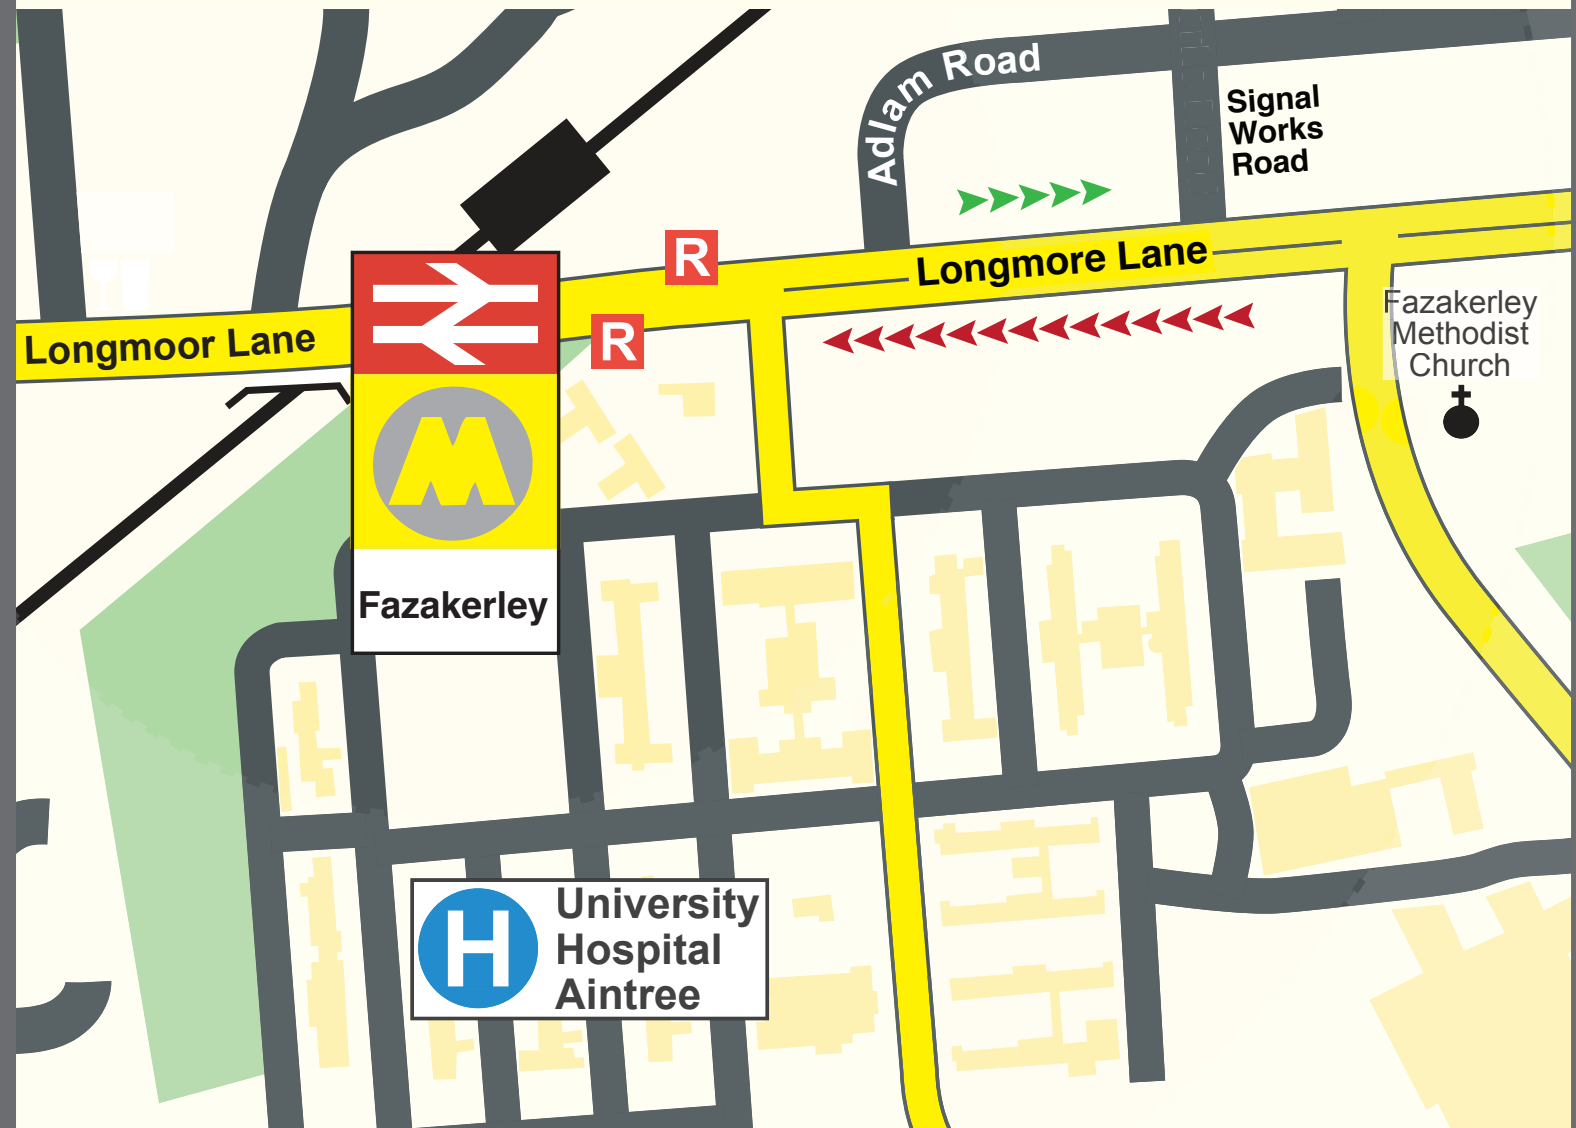 Adlam Road
Signal
Works
Road
R
Longmore Lane
Longmoor Lane
R
Fazakerley
Methodist
Church
M
Fazakerley
H
University
Hospital
Aintree